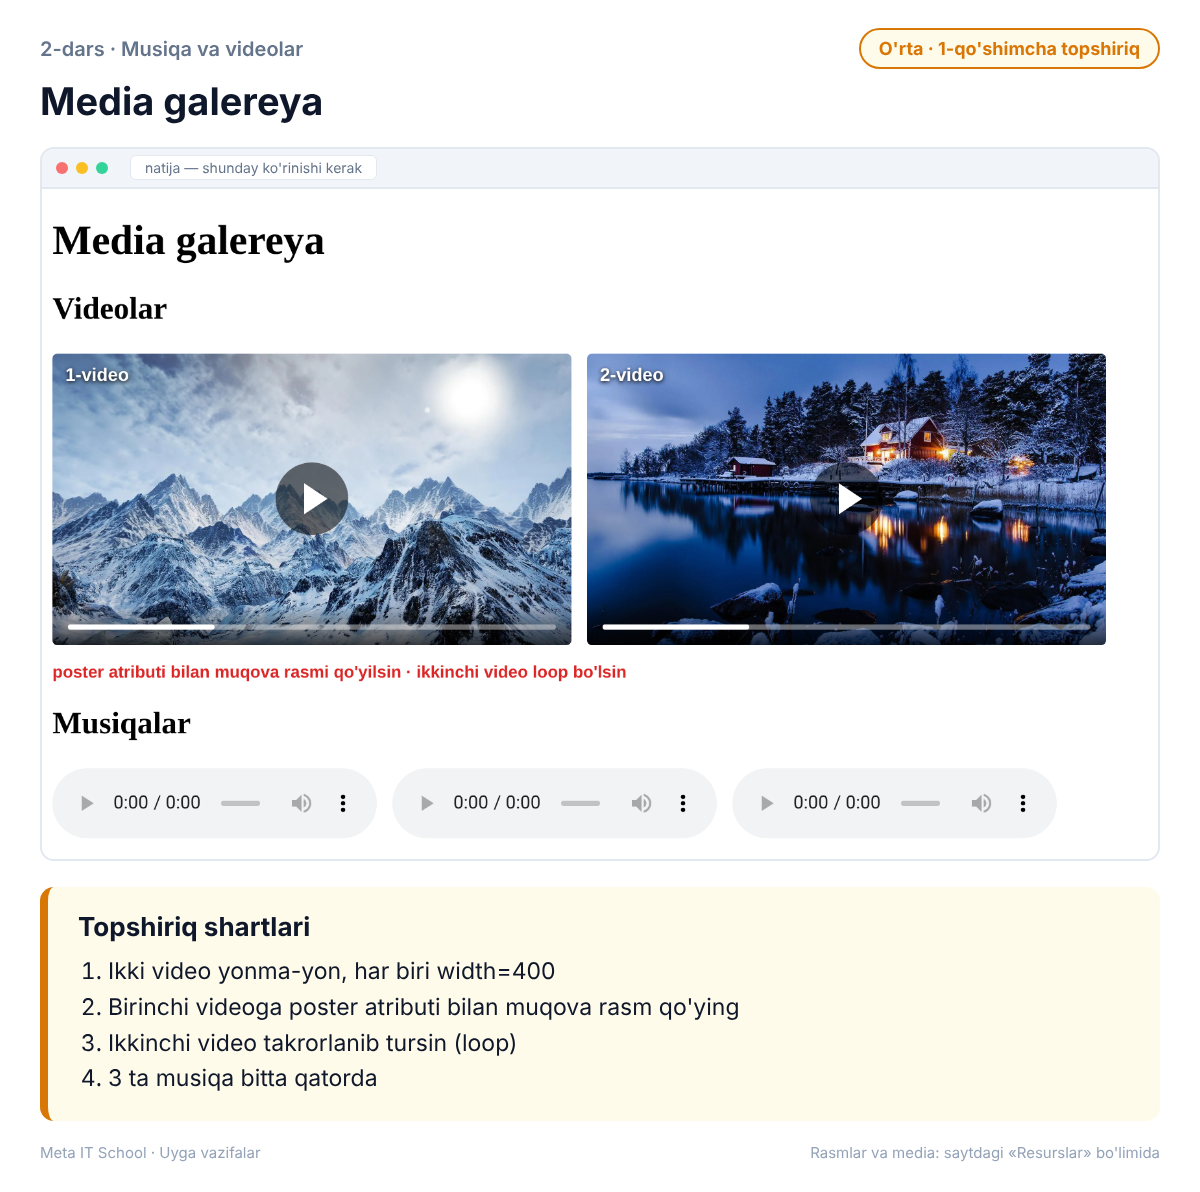 2-dars · Musiqa va videolar
O'rta · 1-qo'shimcha topshiriq
Media galereya
natija — shunday ko'rinishi kerak
Media galereya
Videolar
1-video
2-video
poster atributi bilan muqova rasmi qo'yilsin · ikkinchi video loop bo'lsin
Musiqalar
0:00 / 0:00
0:00 / 0:00
0:00 / 0:00
Topshiriq shartlari
1. Ikki video yonma-yon, har biri width=400
2. Birinchi videoga poster atributi bilan muqova rasm qo'ying
3. Ikkinchi video takrorlanib tursin (loop)
4. 3 ta musiqa bitta qatorda
Meta IT School · Uyga vazifalar
Rasmlar va media: saytdagi «Resurslar» bo'limida